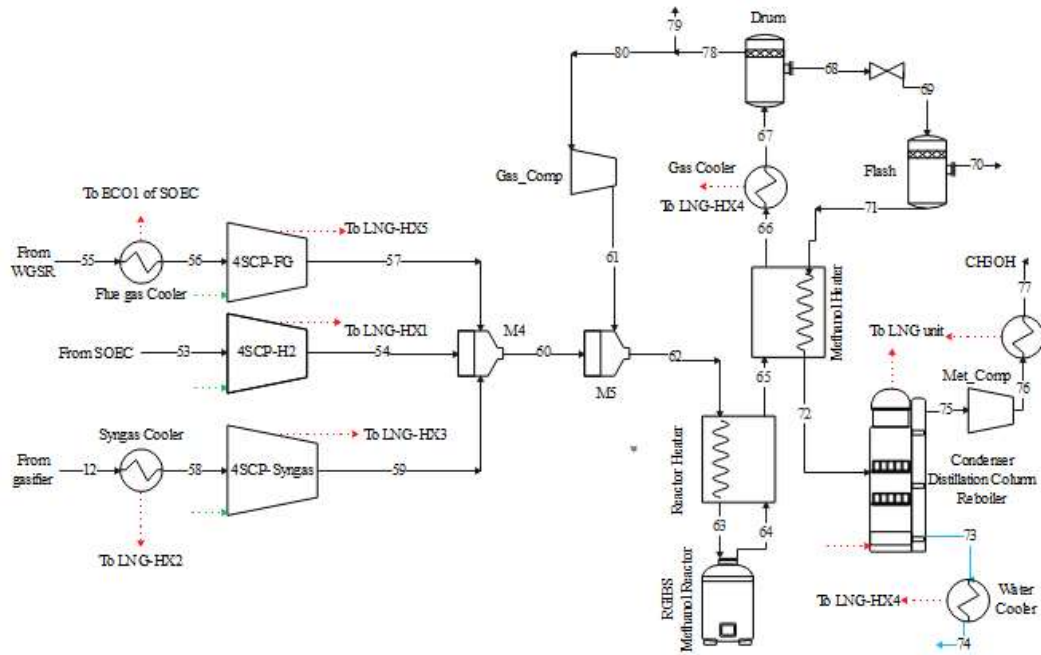 79
Drum
80
78
68
69
67
Gas_Comp
Gas Cooler
Flash
70
To LNG-HX4
71
66
To ECO1 of SOEC
To LNG-HX5
61
From
WGSR
55
56
4SCP-FG
57
Flue gas Cooler
Methanol Heater
CH3OH
77
To LNG-HX1
M4
To LNG unit
From SOEC
53
4SCP-H2
54
60
62
M5
65
Met_Comp
76
75
72
Syngas Cooler
To LNG-HX3
Condenser
Distillation Column
Reboiler
From
gasifier
12
58
4SCP-Syngas
59
Reactor Heater
63
64
73
To LNG-HX2
RGIBS
Methanol Reactor
To LNG-HX4
Water
Cooler
74